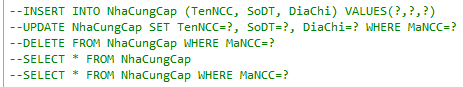 --INSERT INTO NhaCungCap (TenNCC, SoDT, DiaChi) VALUES(?,?,?)
--UPDATE NhaCungCap SET TenNCC=?, SoDT=?, DiaChi=? WHERE MaNCC=?
--DELETE FROM NhaCungCap WHERE MaNCC=?
--SELECT * FROM NhaCungCap
--SELECT * FROM NhaCungCap WHERE MaNCC=?